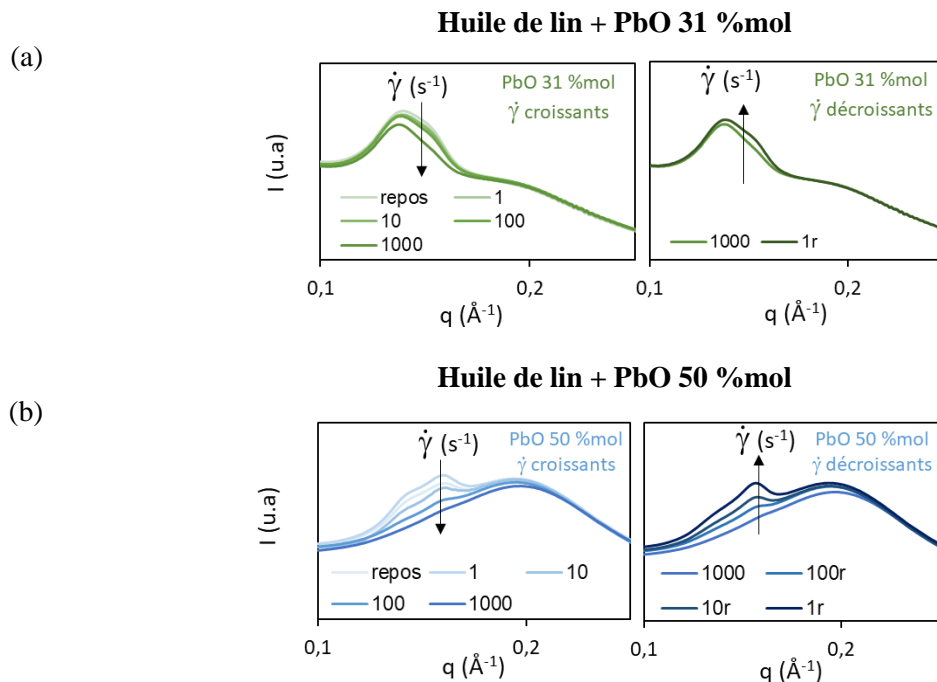 Huile de lin + PbO 31 %mol
(a)
γ̇ (s-1)
PbO 31 %mol
γ̇ croissants
I (u.a)
repos
1
10
100
1000
0,1
0,2
q (Å-1)
γ̇ (s-1)
PbO 31 %mol
γ̇ décroissants
1000
1r
0,1
0,2
q (Å-1)
Huile de lin + PbO 50 %mol
(b)
γ̇ (s-1)
PbO 50 %mol
γ̇ croissants
I (u.a)
repos
1
10
100
1000
0,1
0,2
q (Å-1)
γ̇ (s-1)
PbO 50 %mol
γ̇ décroissants
1000
100r
10r
1r
0,1
0,2
q (Å-1)